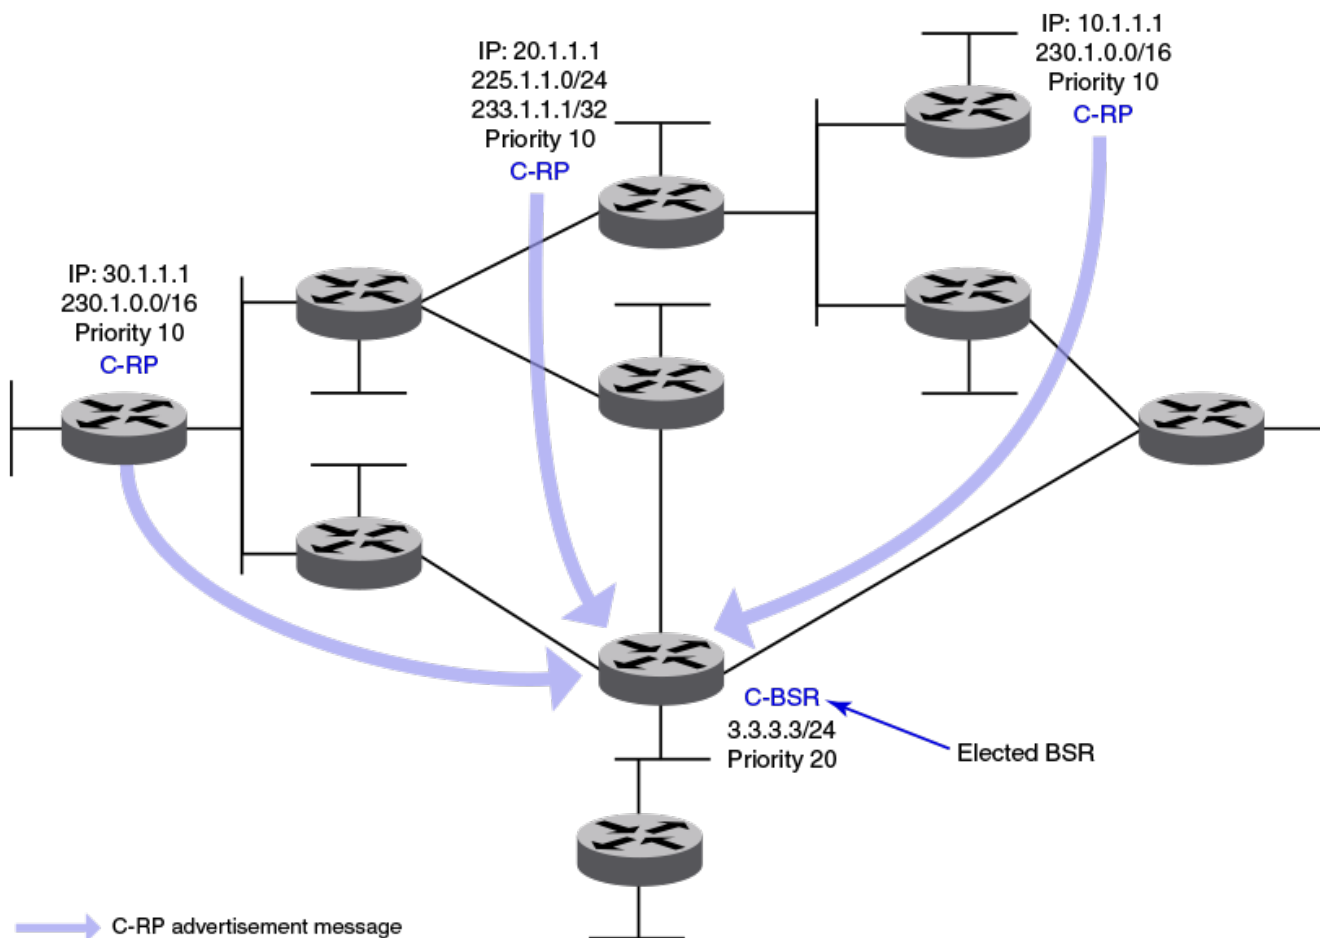 IP: 20.1.1.1
225.1.1.0/24
233.1.1.1/32
Priority 10
C-RP
IP: 10.1.1.1
230.1.0.0/16
Priority 10
C-RP
IP: 30.1.1.1
230.1.0.0/16
Priority 10
C-RP
C-BSR
3.3.3.3/24
Priority 20
Elected BSR
C-RP advertisement message